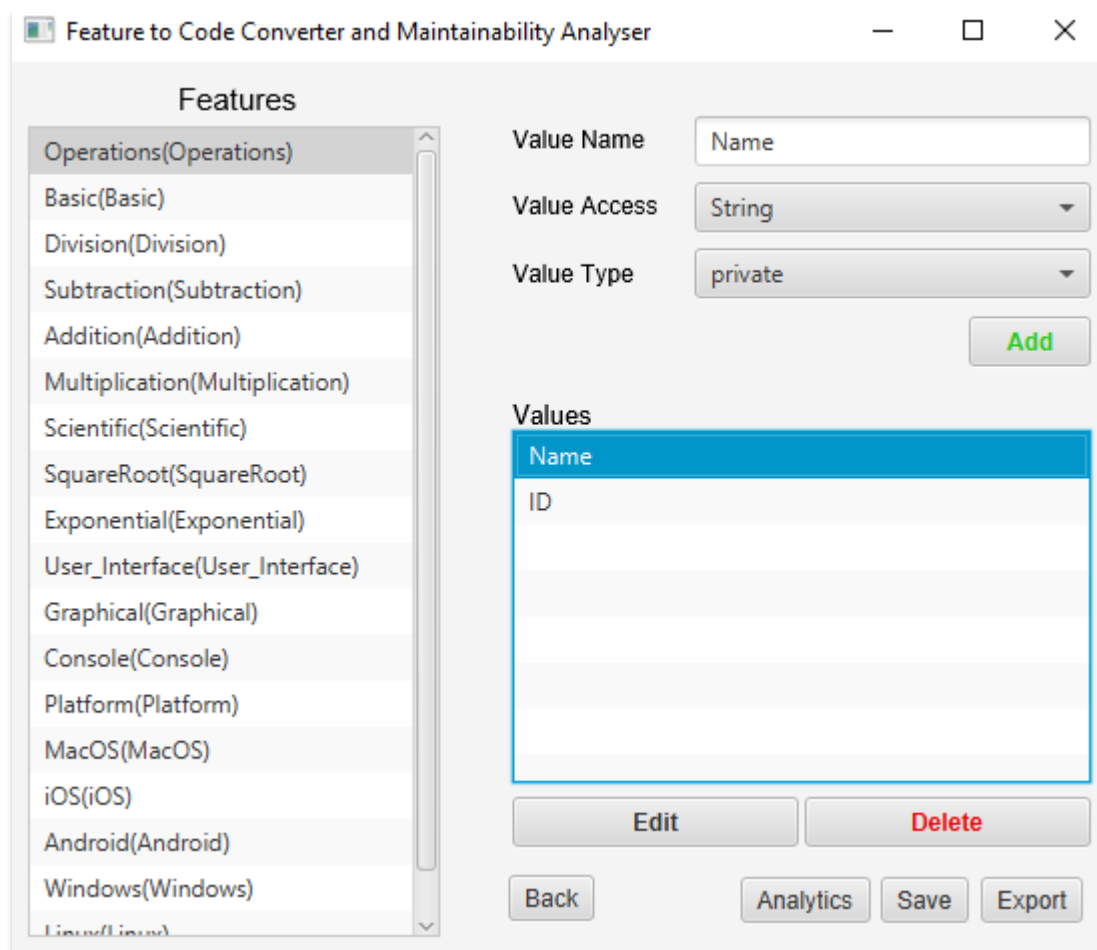 Feature to Code Converter and Maintainability Analyser
Features
Operations(Operations)
Basic(Basic)
Division(Division)
Subtraction(Subtraction)
Addition(Addition)
Multiplication(Multiplication)
Scientific(Scientific)
SquareRoot(SquareRoot)
Exponential(Exponential)
User_Interface(User_Interface)
Graphical(Graphical)
Console(Console)
Platform(Platform)
MacOS(MacOS)
iOS(iOS)
Android(Android)
Windows(Windows)
Linux(Linux)
Value Name Name
Value Access String
Value Type private
Add
Values
Name
ID
Edit Delete
Back Analytics Save Export